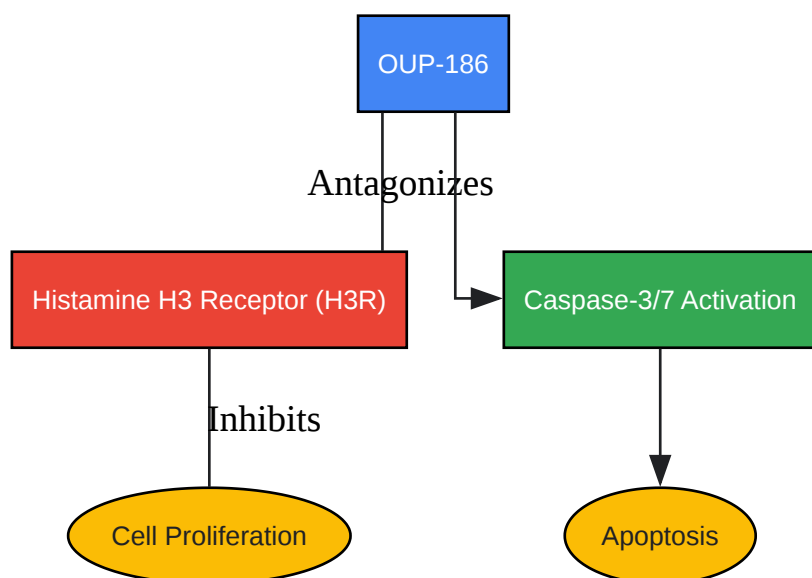 OUP-186
Antagonizes
Histamine H3 Receptor (H3R)
Caspase-3/7 Activation
Inhibits
Cell Proliferation
Apoptosis